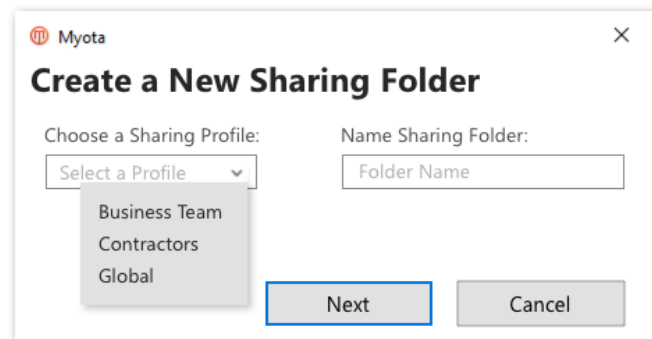 Myota
Create a New Sharing Folder
Choose a Sharing Profile:
Select a Profile
Business Team
Contractors
Global
Name Sharing Folder:
Folder Name
Next
Cancel